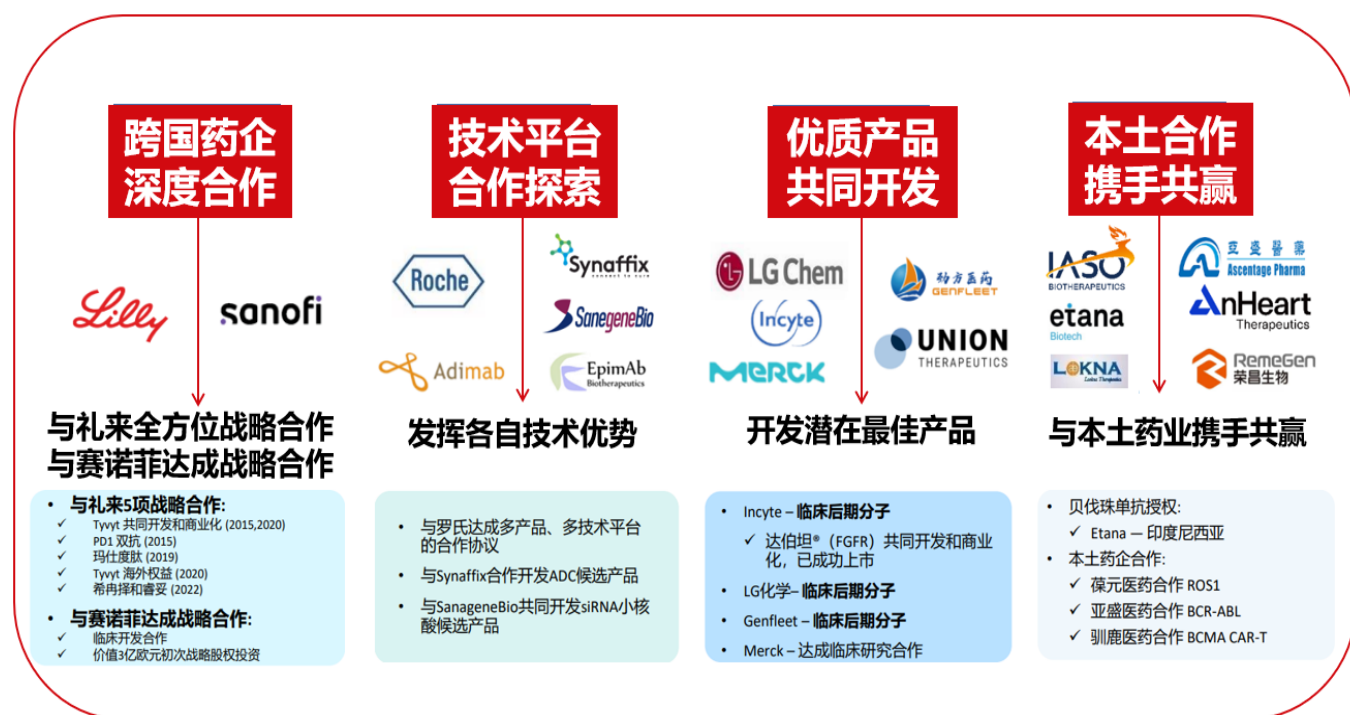 跨国药企
深度合作
Lilly
sanofi
与礼来全方位战略合作
与赛诺菲达成战略合作
• 与礼来5项战略合作:
✓ Tyvyt 共同开发和商业化 (2015,2020)
✓ PD1 双抗 (2015)
✓ 玛仕度肽 (2019)
✓ Tyvyt 海外权益 (2020)
✓ 希冉择和睿妥 (2022)
• 与赛诺菲达成战略合作:
✓ 临床开发合作
✓ 价值3亿欧元初次战略股权投资
技术平台
合作探索
Roche
Synaffix
connect to cure
SanegeneBio
Adimab
EpimAb
Biotherapeutics
发挥各自技术优势
• 与罗氏达成多产品、多技术平台
的合作协议
• 与Synaffix合作开发ADC候选产品
• 与SanageneBio共同开发siRNA小核
酸候选产品
优质产品
共同开发
LG Chem
劲方医药
GENFLEET
Incyte
UNION
THERAPEUTICS
MERCK
开发潜在最佳产品
• Incyte – 临床后期分子
✓ 达伯坦®（FGFR）共同开发和商业
化，已成功上市
• LG化学– 临床后期分子
• Genfleet – 临床后期分子
• Merck – 达成临床研究合作
本土合作
携手共赢
IASO
BIOTHERAPEUTICS
亚盛醫藥
Ascentage Pharma
etana
Biotech
AnHeart
Therapeutics
LOKNA
RemeGen
荣昌生物
与本土药业携手共赢
• 贝伐珠单抗授权:
✓ Etana — 印度尼西亚
• 本土药企合作:
✓ 葆元医药合作 ROS1
✓ 亚盛医药合作 BCR-ABL
✓ 驯鹿医药合作 BCMA CAR-T